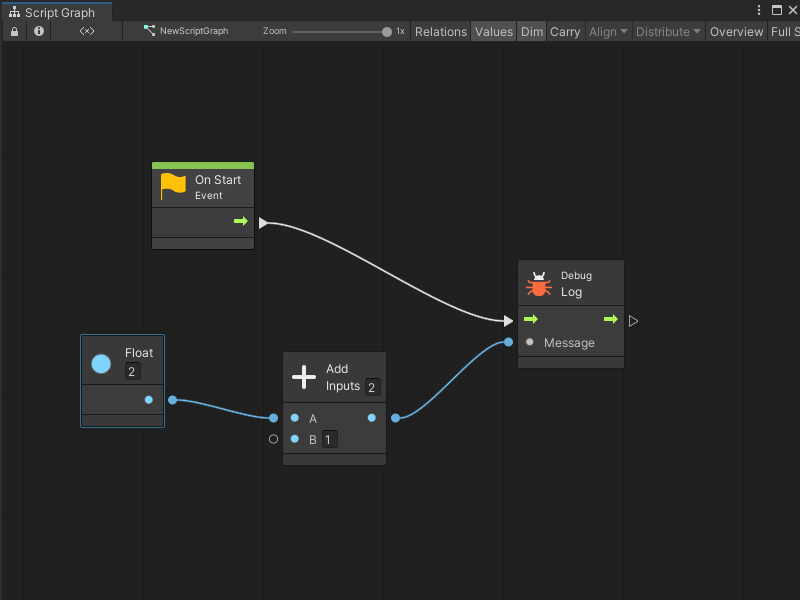 Script Graph
NewScriptGraph Zoom 1x Relations Values Dim Carry Align Distribute Overview Full S
On Start
Event
Debug
Log
Message
Float
2
Add
Inputs 2
A
B 1